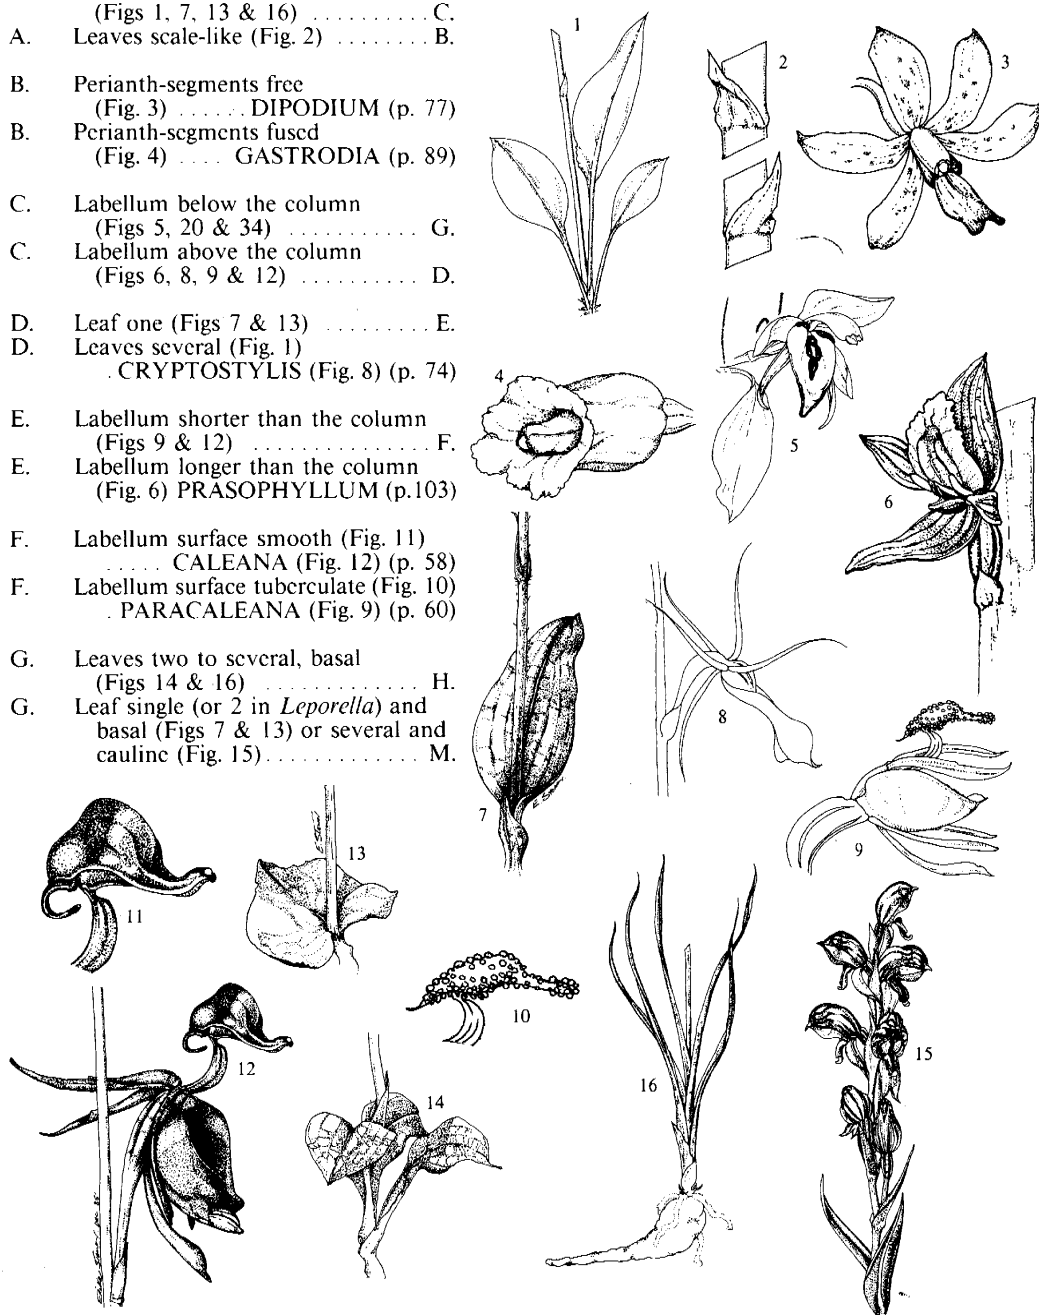 (Figs 1, 7, 13 & 16) .......... C.
A. Leaves scale-like (Fig. 2) ........ B.
B. Perianth-segments free
(Fig. 3) ...... DIPODIUM (p. 77)
B. Perianth-segments fused
(Fig. 4) .... GASTRODIA (p. 89)
C. Labellum below the column
(Figs 5, 20 & 34) .......... G.
C. Labellum above the column
(Figs 6, 8, 9 & 12) .......... D.
D. Leaf one (Figs 7 & 13) ......... E.
D. Leaves several (Fig. 1)
. CRYPTOSTYLIS (Fig. 8) (p. 74)
E. Labellum shorter than the column
(Figs 9 & 12) ............... F.
E. Labellum longer than the column
(Fig. 6) PRASOPHYLLUM (p.103)
F. Labellum surface smooth (Fig. 11)
..... CALEANA (Fig. 12) (p. 58)
F. Labellum surface tuberculate (Fig. 10)
. PARACALEANA (Fig. 9) (p. 60)
G. Leaves two to several, basal
(Figs 14 & 16) ............. H.
G. Leaf single (or 2 in Leporella) and
basal (Figs 7 & 13) or several and
cauline (Fig. 15) ............. M.
1
2
3
4
5
6
7
8
9
10
11
12
13
14
15
16